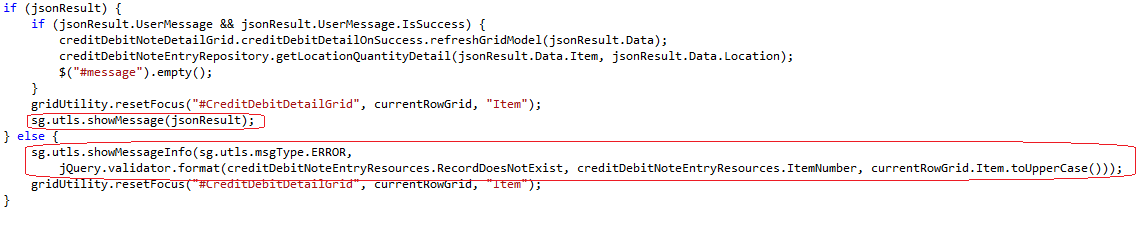 if (jsonResult) {
if (jsonResult.UserMessage && jsonResult.UserMessage.IsSuccess) {
creditDebitNoteDetailGrid.creditDebitDetailOnSuccess.refreshGridModel(jsonResult.Data);
creditDebitNoteEntryRepository.getLocationQuantityDetail(jsonResult.Data.Item, jsonResult.Data.Location);
$("#message").empty();
}
gridUtility.resetFocus("#CreditDebitDetailGrid", currentRowGrid, "Item");
sg.utls.showMessage(jsonResult);
} else {
sg.utls.showMessageInfo(sg.utls.msgType.ERROR,
jQuery.validator.format(creditDebitNoteEntryResources.RecordDoesNotExist, creditDebitNoteEntryResources.ItemNumber, currentRowGrid.Item.toUpperCase()));
gridUtility.resetFocus("#CreditDebitDetailGrid", currentRowGrid, "Item");
}